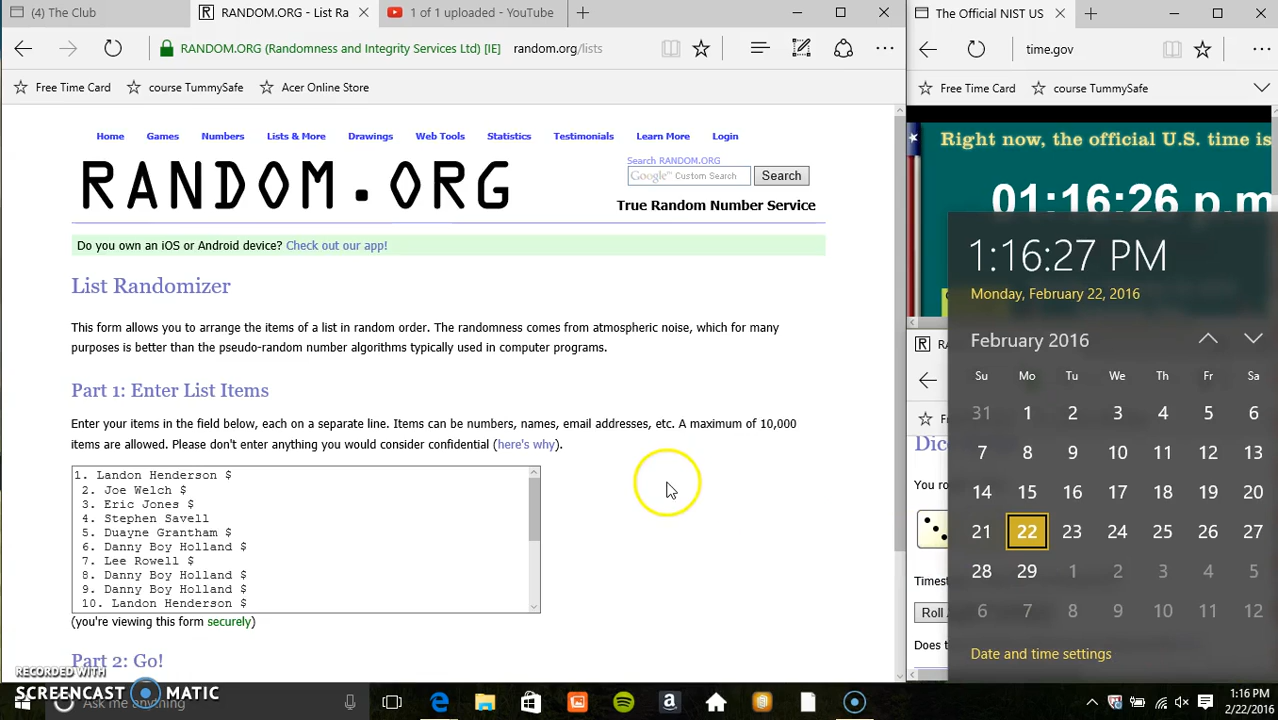 (4) The Club
RANDOM.ORG - List Ra
1 of 1 uploaded - YouTube
RANDOM.ORG (Randomness and Integrity Services Ltd) [IE] random.org/lists
Free Time Card course TummySafe Acer Online Store
Home Games Numbers Lists & More Drawings Web Tools Statistics Testimonials Learn More Login
RANDOM.ORG
Search RANDOM.ORG
Google™ Custom Search Search
True Random Number Service
Do you own an iOS or Android device? Check out our app!
List Randomizer
This form allows you to arrange the items of a list in random order. The randomness comes from atmospheric noise, which for many
purposes is better than the pseudo-random number algorithms typically used in computer programs.
Part 1: Enter List Items
Enter your items in the field below, each on a separate line. Items can be numbers, names, email addresses, etc. A maximum of 10,000
items are allowed. Please don't enter anything you would consider confidential (here's why).
1. Landon Henderson $
2. Joe Welch $
3. Eric Jones $
4. Stephen Savell
5. Duayne Grantham $
6. Danny Boy Holland $
7. Lee Rowell $
8. Danny Boy Holland $
9. Danny Boy Holland $
10. Landon Henderson $
(you're viewing this form securely)
Part 2: Go!
RECORDED WITH
SCREENCAST MATIC
Ask me anything
The Official NIST US
time.gov
Free Time Card course TummySafe
Right now, the official U.S. time is
01:16:26 p.m
1:16:27 PM
Monday, February 22, 2016
February 2016
Su Mo Tu We Th Fr Sa
31 1 2 3 4 5 6
7 8 9 10 11 12 13
14 15 16 17 18 19 20
21 22 23 24 25 26 27
28 29 1 2 3 4 5
6 7 8 9 10 11 12
Date and time settings
RA
Fr
Dice
You ro
Timest
Roll
Does t
1:16 PM
2/22/2016